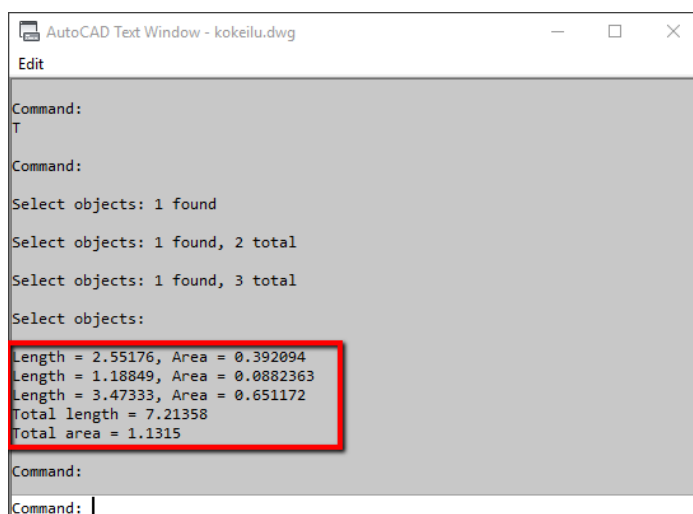 AutoCAD Text Window - kokeilu.dwg
Edit
Command:
T
Command:
Select objects: 1 found
Select objects: 1 found, 2 total
Select objects: 1 found, 3 total
Select objects:
Length = 2.55176, Area = 0.392094
Length = 1.18849, Area = 0.0882363
Length = 3.47333, Area = 0.651172
Total length = 7.21358
Total area = 1.1315
Command:
Command: